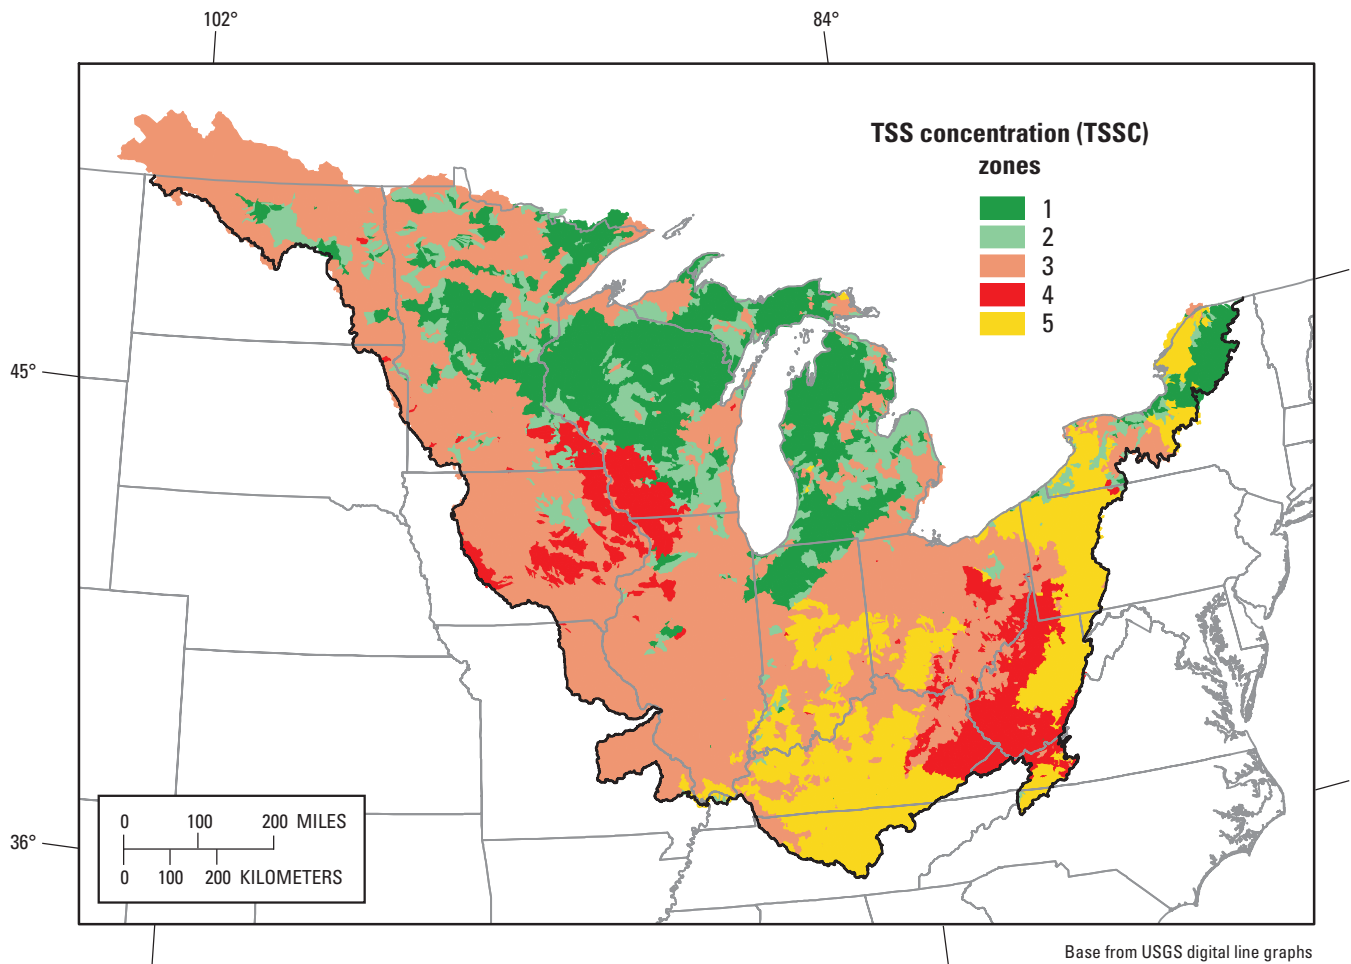 102°
84°
TSS concentration (TSSC)
zones
1
2
3
4
5
45°
36°
0 100 200 MILES
0 100 200 KILOMETERS
Base from USGS digital line graphs